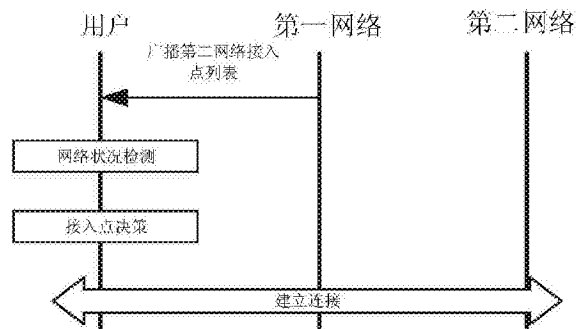 用户
第一网络
第二网络
广播第二网络接入
点列表
网络状况检测
接入点决策
建立连接